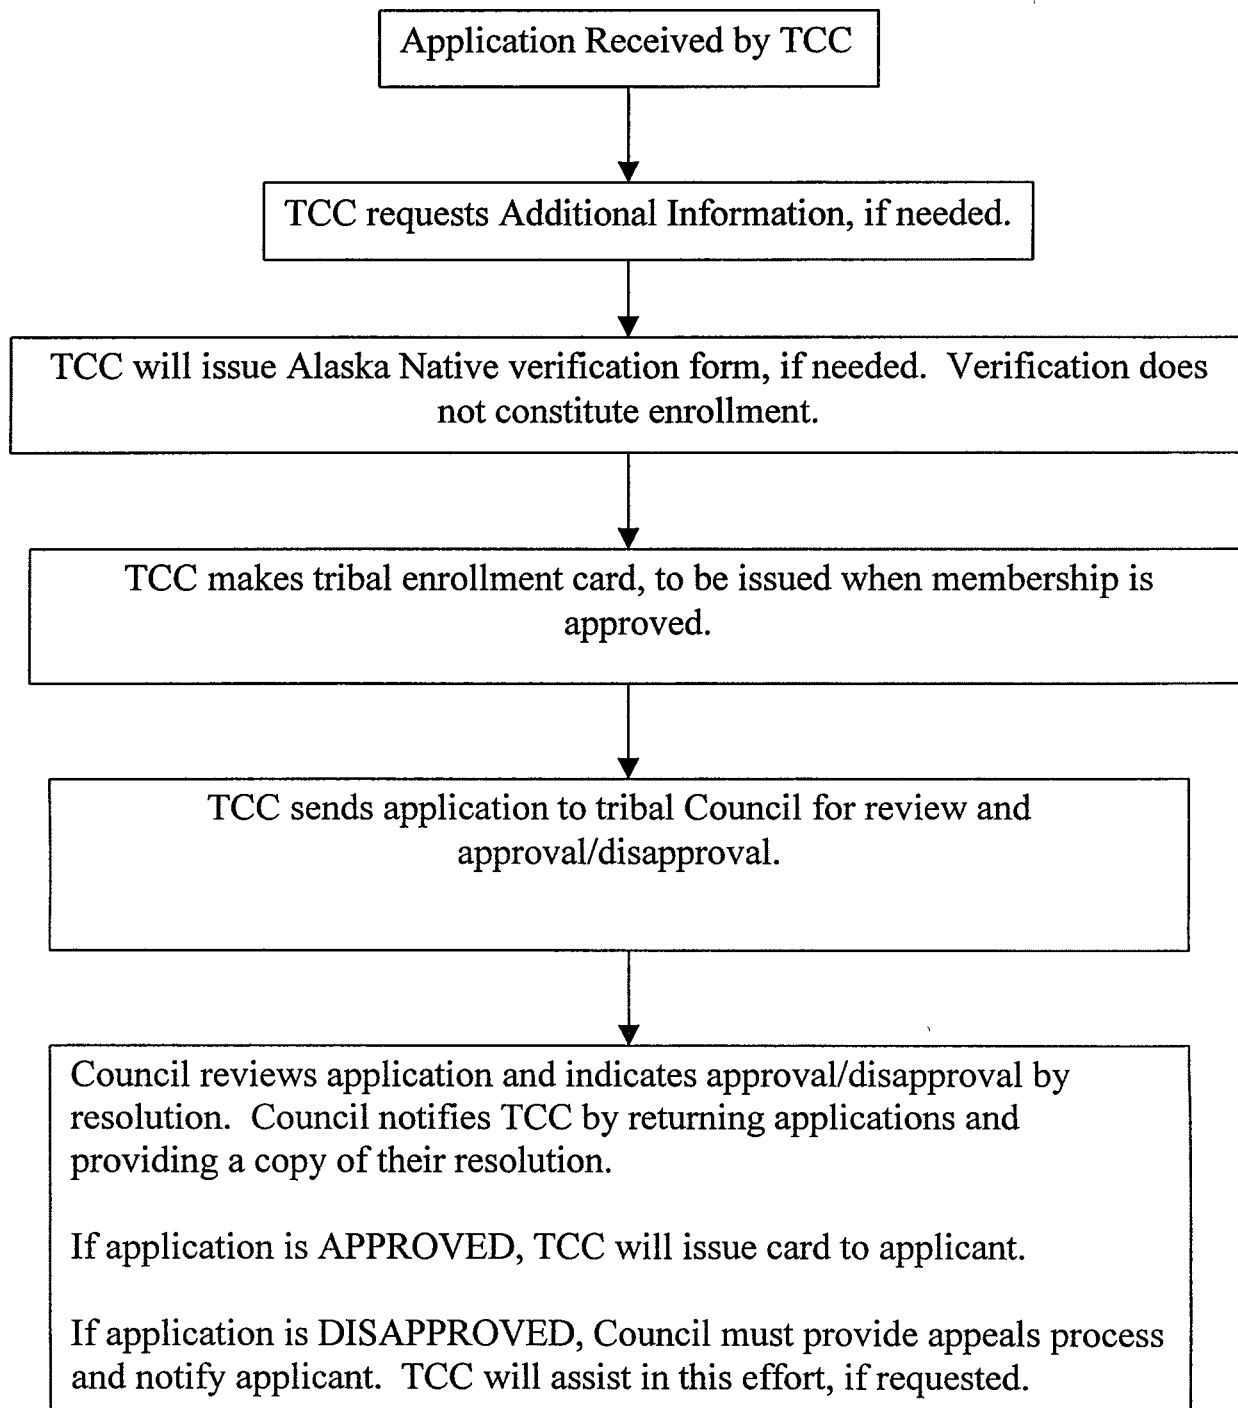 Application Received by TCC
TCC requests Additional Information, if needed.
TCC will issue Alaska Native verification form, if needed.  Verification does
not constitute enrollment.
TCC makes tribal enrollment card, to be issued when membership is
approved.
TCC sends application to tribal Council for review and
approval/disapproval.
Council reviews application and indicates approval/disapproval by
resolution.  Council notifies TCC by returning applications and
providing a copy of their resolution.
If application is APPROVED, TCC will issue card to applicant.
If application is DISAPPROVED, Council must provide appeals process
and notify applicant.  TCC will assist in this effort, if requested.